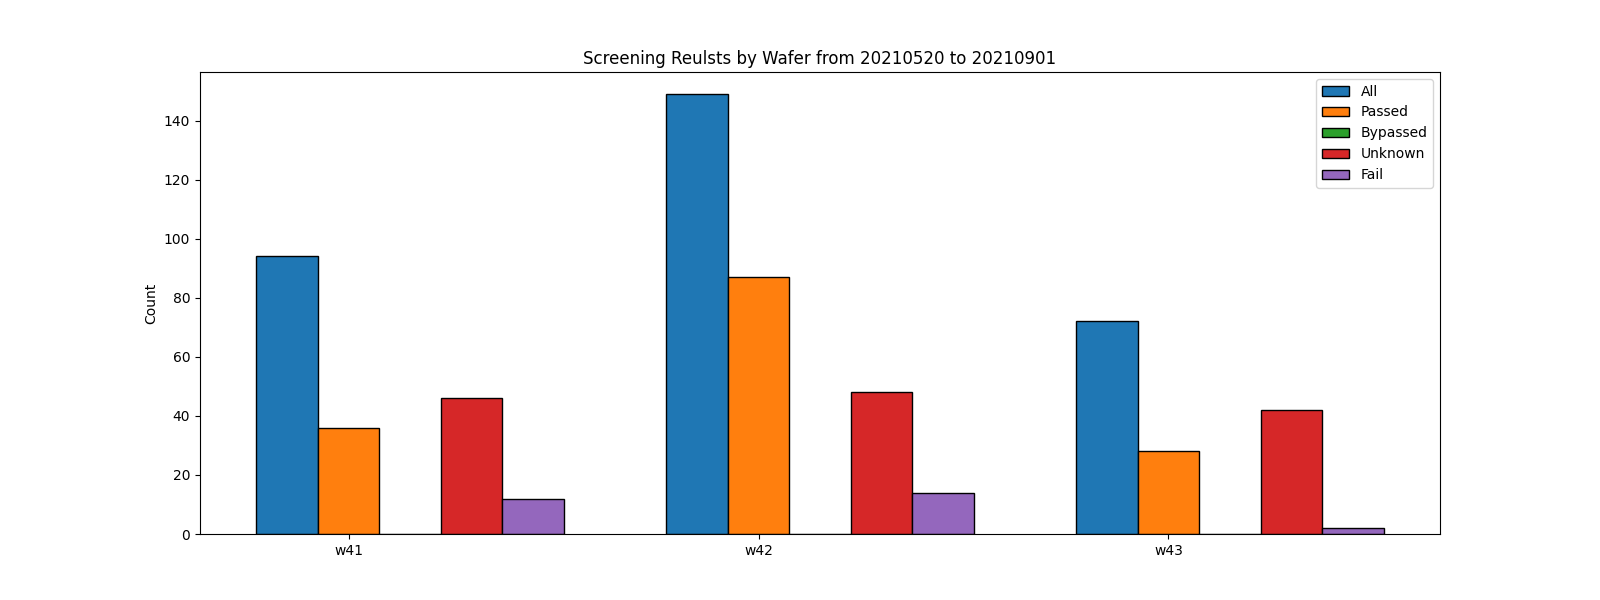 Screening Reulsts by Wafer from 20210520 to 20210901
All
Passed
Bypassed
Unknown
Fail
Count
140
120
100
80
60
40
20
0
w41
w42
w43